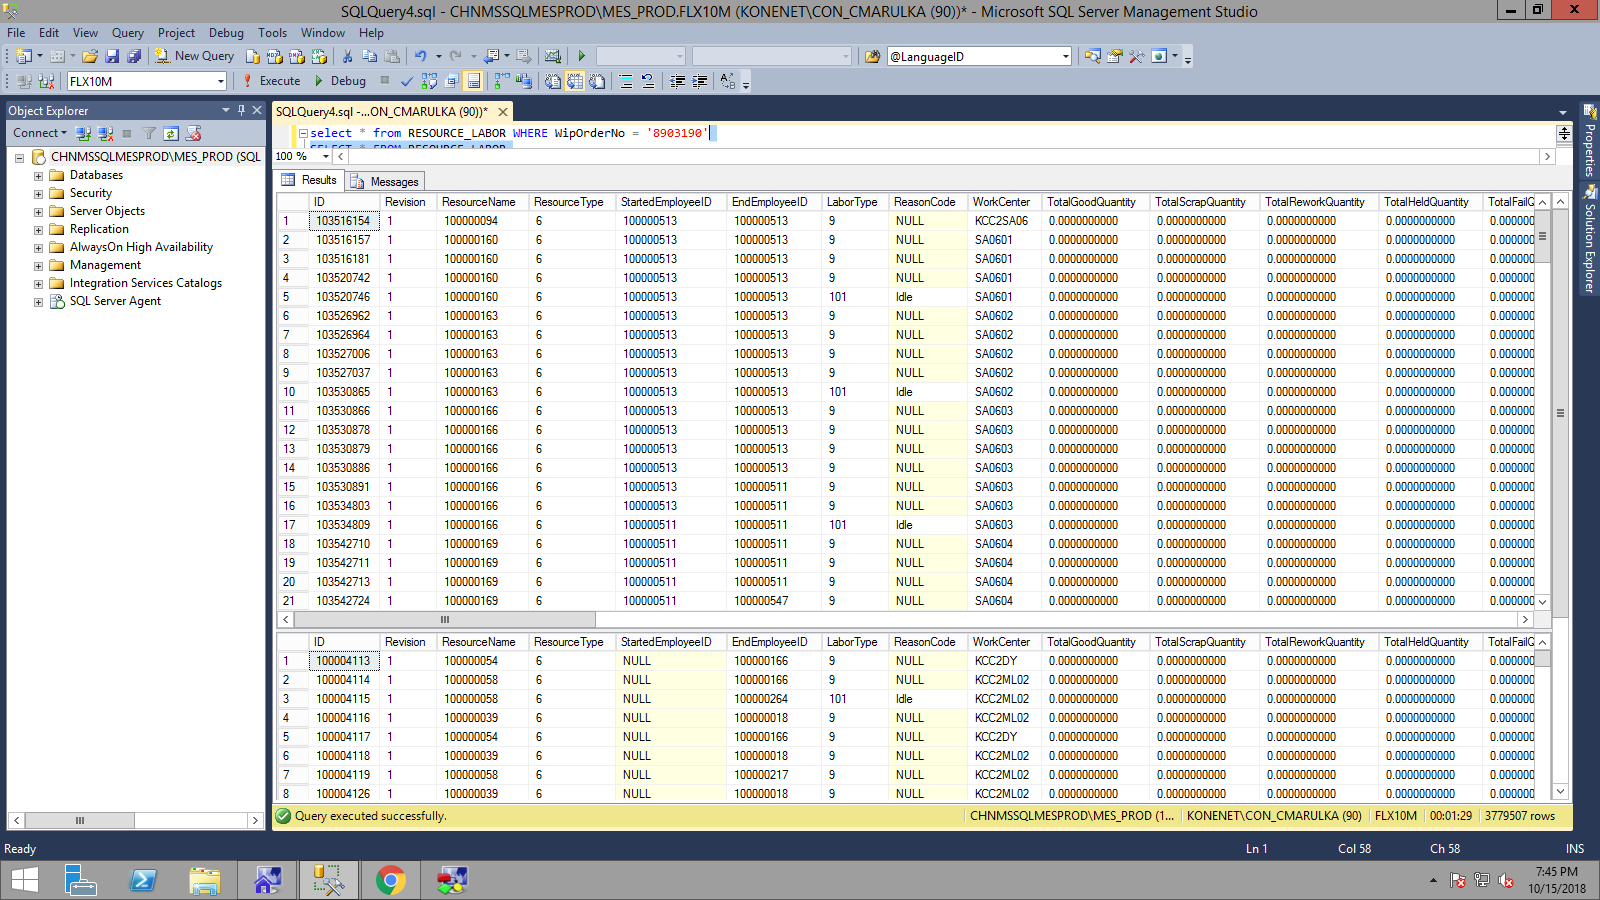 SQLQuery4.sql - CHNMSSQLMESPROD\MES_PROD.FLX10M (KONENET\CON_CMARULKA (90))* - Microsoft SQL Server Management Studio
File Edit View Query Project Debug Tools Window Help
New Query @LanguageID
FLX10M Execute Debug
Object Explorer
Connect
CHNMSSQLMESPROD\MES_PROD (SQL
Databases
Security
Server Objects
Replication
AlwaysOn High Availability
Management
Integration Services Catalogs
SQL Server Agent
SQLQuery4.sql -...ON_CMARULKA (90))*
select * from RESOURCE_LABOR WHERE WipOrderNo = '8903190'
SELECT * FROM RESOURCE_LABOR
100 %
Results Messages
ID Revision ResourceName ResourceType StartedEmployeeID EndEmployeeID LaborType ReasonCode WorkCenter TotalGoodQuantity TotalScrapQuantity TotalReworkQuantity TotalHeldQuantity TotalFailQ
1 103516154 1 100000094 6 100000513 100000513 9 NULL KCC2SA06 0.0000000000 0.0000000000 0.0000000000 0.0000000000 0.000000
2 103516157 1 100000160 6 100000513 100000513 9 NULL SA0601 0.0000000000 0.0000000000 0.0000000000 0.0000000000 0.000000
3 103516181 1 100000160 6 100000513 100000513 9 NULL SA0601 0.0000000000 0.0000000000 0.0000000000 0.0000000000 0.000000
4 103520742 1 100000160 6 100000513 100000513 9 NULL SA0601 0.0000000000 0.0000000000 0.0000000000 0.0000000000 0.000000
5 103520746 1 100000160 6 100000513 100000513 101 Idle SA0601 0.0000000000 0.0000000000 0.0000000000 0.0000000000 0.000000
6 103526962 1 100000163 6 100000513 100000513 9 NULL SA0602 0.0000000000 0.0000000000 0.0000000000 0.0000000000 0.000000
7 103526964 1 100000163 6 100000513 100000513 9 NULL SA0602 0.0000000000 0.0000000000 0.0000000000 0.0000000000 0.000000
8 103527006 1 100000163 6 100000513 100000513 9 NULL SA0602 0.0000000000 0.0000000000 0.0000000000 0.0000000000 0.000000
9 103527037 1 100000163 6 100000513 100000513 9 NULL SA0602 0.0000000000 0.0000000000 0.0000000000 0.0000000000 0.000000
10 103530865 1 100000163 6 100000513 100000513 101 Idle SA0602 0.0000000000 0.0000000000 0.0000000000 0.0000000000 0.000000
11 103530866 1 100000166 6 100000513 100000513 9 NULL SA0603 0.0000000000 0.0000000000 0.0000000000 0.0000000000 0.000000
12 103530878 1 100000166 6 100000513 100000513 9 NULL SA0603 0.0000000000 0.0000000000 0.0000000000 0.0000000000 0.000000
13 103530879 1 100000166 6 100000513 100000513 9 NULL SA0603 0.0000000000 0.0000000000 0.0000000000 0.0000000000 0.000000
14 103530886 1 100000166 6 100000513 100000513 9 NULL SA0603 0.0000000000 0.0000000000 0.0000000000 0.0000000000 0.000000
15 103530891 1 100000166 6 100000513 100000511 9 NULL SA0603 0.0000000000 0.0000000000 0.0000000000 0.0000000000 0.000000
16 103534803 1 100000166 6 100000511 100000511 9 NULL SA0603 0.0000000000 0.0000000000 0.0000000000 0.0000000000 0.000000
17 103534809 1 100000166 6 100000511 100000511 101 Idle SA0603 0.0000000000 0.0000000000 0.0000000000 0.0000000000 0.000000
18 103542710 1 100000169 6 100000511 100000511 9 NULL SA0604 0.0000000000 0.0000000000 0.0000000000 0.0000000000 0.000000
19 103542711 1 100000169 6 100000511 100000511 9 NULL SA0604 0.0000000000 0.0000000000 0.0000000000 0.0000000000 0.000000
20 103542713 1 100000169 6 100000511 100000511 9 NULL SA0604 0.0000000000 0.0000000000 0.0000000000 0.0000000000 0.000000
21 103542724 1 100000169 6 100000511 100000547 9 NULL SA0604 0.0000000000 0.0000000000 0.0000000000 0.0000000000 0.000000
ID Revision ResourceName ResourceType StartedEmployeeID EndEmployeeID LaborType ReasonCode WorkCenter TotalGoodQuantity TotalScrapQuantity TotalReworkQuantity TotalHeldQuantity TotalFailQ
1 100004113 1 100000054 6 NULL 100000166 9 NULL KCC2DY 0.0000000000 0.0000000000 0.0000000000 0.0000000000 0.000000
2 100004114 1 100000058 6 NULL 100000166 9 NULL KCC2ML02 0.0000000000 0.0000000000 0.0000000000 0.0000000000 0.000000
3 100004115 1 100000058 6 NULL 100000264 101 Idle KCC2ML02 0.0000000000 0.0000000000 0.0000000000 0.0000000000 0.000000
4 100004116 1 100000039 6 NULL 100000018 9 NULL KCC2ML02 0.0000000000 0.0000000000 0.0000000000 0.0000000000 0.000000
5 100004117 1 100000054 6 NULL 100000166 9 NULL KCC2DY 0.0000000000 0.0000000000 0.0000000000 0.0000000000 0.000000
6 100004118 1 100000039 6 NULL 100000018 9 NULL KCC2ML02 0.0000000000 0.0000000000 0.0000000000 0.0000000000 0.000000
7 100004119 1 100000058 6 NULL 100000217 9 NULL KCC2ML02 0.0000000000 0.0000000000 0.0000000000 0.0000000000 0.000000
8 100004126 1 100000039 6 NULL 100000018 9 NULL KCC2ML02 0.0000000000 0.0000000000 0.0000000000 0.0000000000 0.000000
Query executed successfully. CHNMSSQLMESPROD\MES_PROD (1... KONENET\CON_CMARULKA (90) FLX10M 00:01:29 3779507 rows
Properties
Solution Explorer
Ready Ln 1 Col 58 Ch 58 INS
7:45 PM
10/15/2018